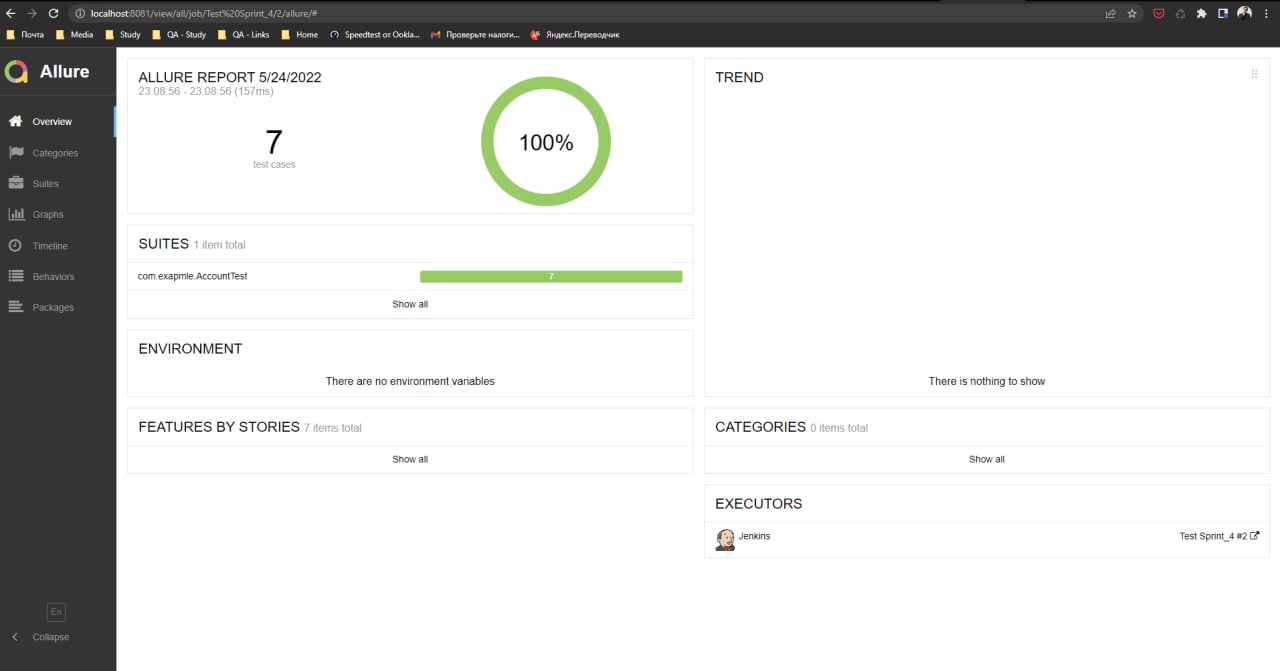 localhost:8081/view/all/job/Test%20Sprint_4/2/allure/#
Почта Media Study QA - Study QA - Links Home Speedtest от Ookla... Проверьте налоги... Яндекс.Переводчик
Allure
Overview
Categories
Suites
Graphs
Timeline
Behaviors
Packages
En
Collapse
ALLURE REPORT 5/24/2022
23:08:56 - 23:08:56 (157ms)
7
test cases
100%
SUITES 1 item total
com.exapmle.AccountTest 7
Show all
ENVIRONMENT
There are no environment variables
FEATURES BY STORIES 7 items total
Show all
TREND
There is nothing to show
CATEGORIES 0 items total
Show all
EXECUTORS
Jenkins Test Sprint_4 #2